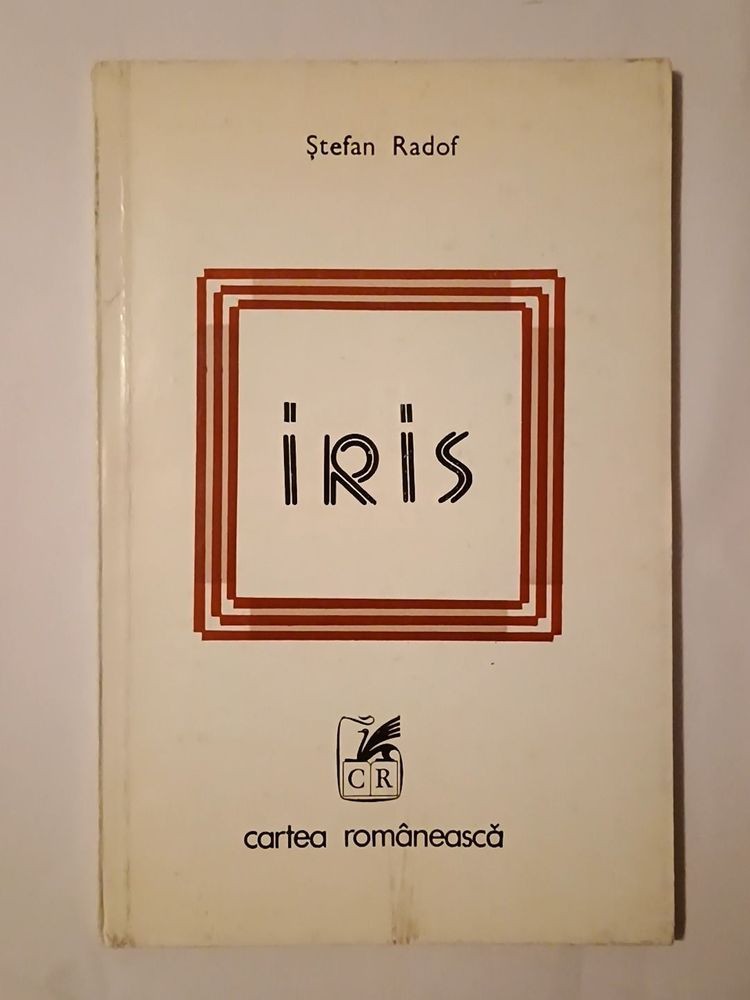 Ștefan Radof
iRiS
CR
cartea românească